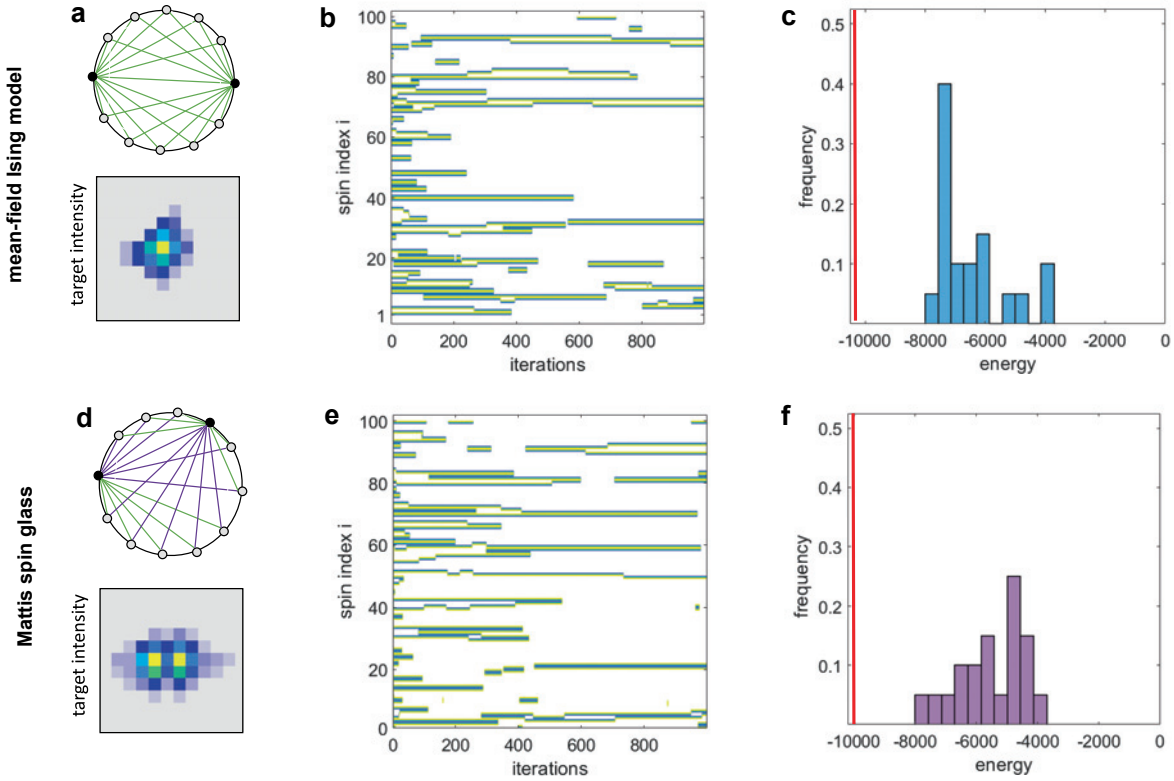 mean-field Ising model
a
target intensity
b
spin index i
100
80
60
40
20
1
0
200
400
600
800
iterations
c
frequency
0.5
0.4
0.3
0.2
0.1
-10000
-8000
-6000
-4000
-2000
0
energy
Mattis spin glass
d
target intensity
e
spin index i
100
80
60
40
20
0
0
200
400
600
800
iterations
f
frequency
0.5
0.4
0.3
0.2
0.1
-10000
-8000
-6000
-4000
-2000
0
energy